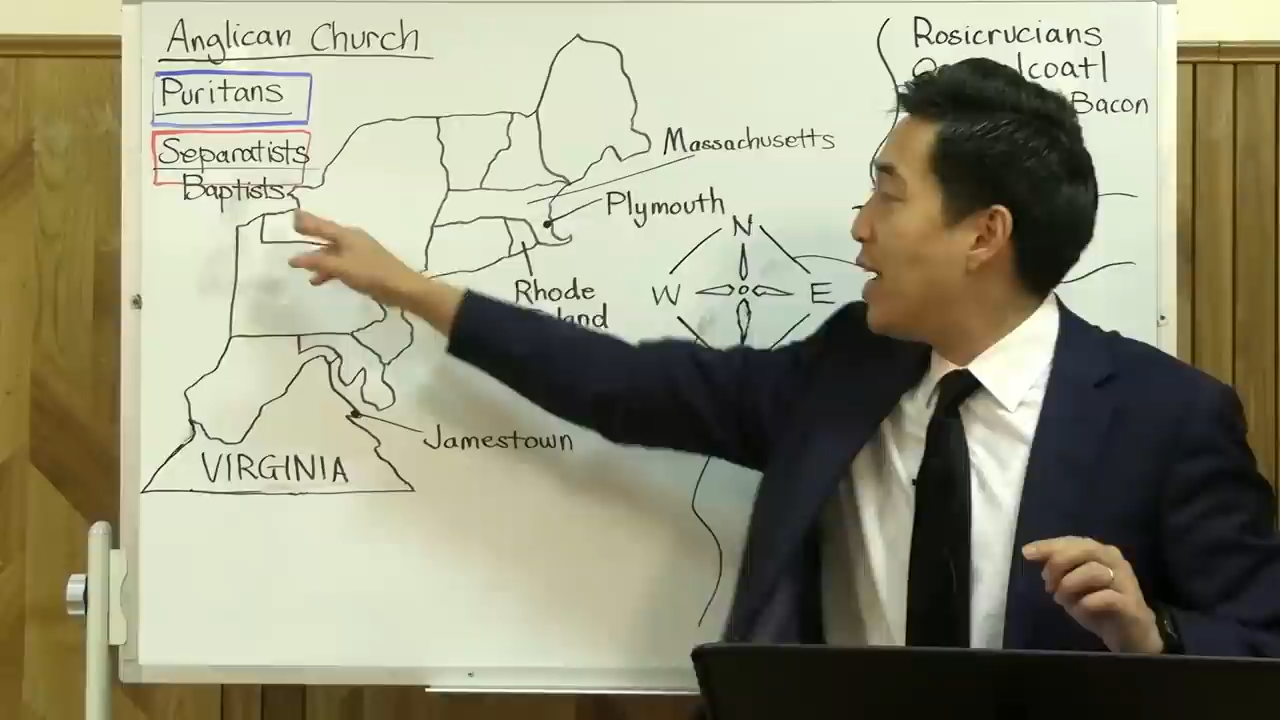 Anglican Church
Puritans
Separatists
Baptists
Massachusetts
Plymouth
Rhode
Jamestown
VIRGINIA
N
W
E
Rosicrucians
Bacon